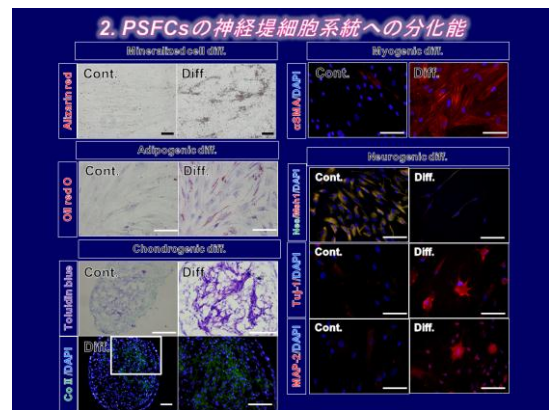 2. PSFCsの神経堤細胞系統への分化能
Mineralized cell diff.
Alizarin red
Cont.
Diff.
Adipogenic diff.
Oil red O
Cont.
Diff.
Chondrogenic diff.
Toluidin blue
Cont.
Diff.
Co II /DAPI
Diff.
Myogenic diff.
αSMA/DAPI
Cont.
Diff.
Neurogenic diff.
Nes/Msh1/DAPI
Cont.
Diff.
Tuj-1/DAPI
Cont.
Diff.
MAP-2/DAPI
Cont.
Diff.